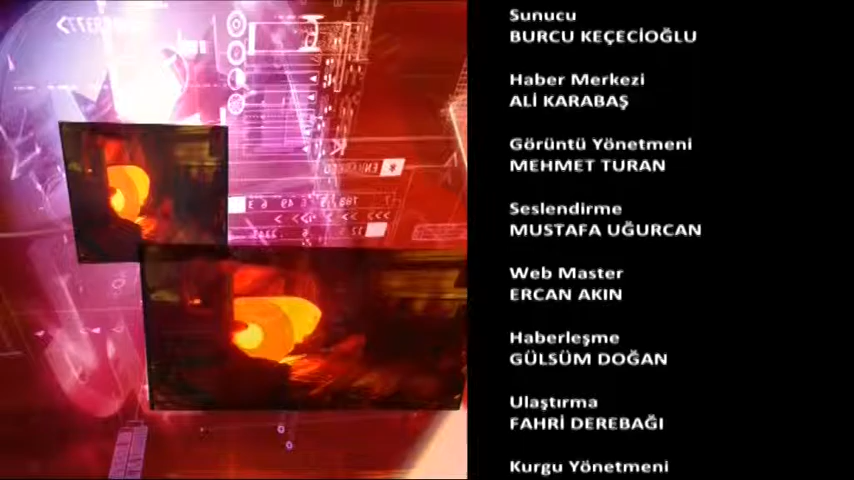 Sunucu
BURCU KEÇECİOĞLU
Haber Merkezi
ALİ KARABAŞ
Görüntü Yönetmeni
MEHMET TURAN
Seslendirme
MUSTAFA UĞURCAN
Web Master
ERCAN AKIN
Haberleşme
GÜLSÜM DOĞAN
Ulaştırma
FAHRİ DEREBAĞI
Kurgu Yönetmeni